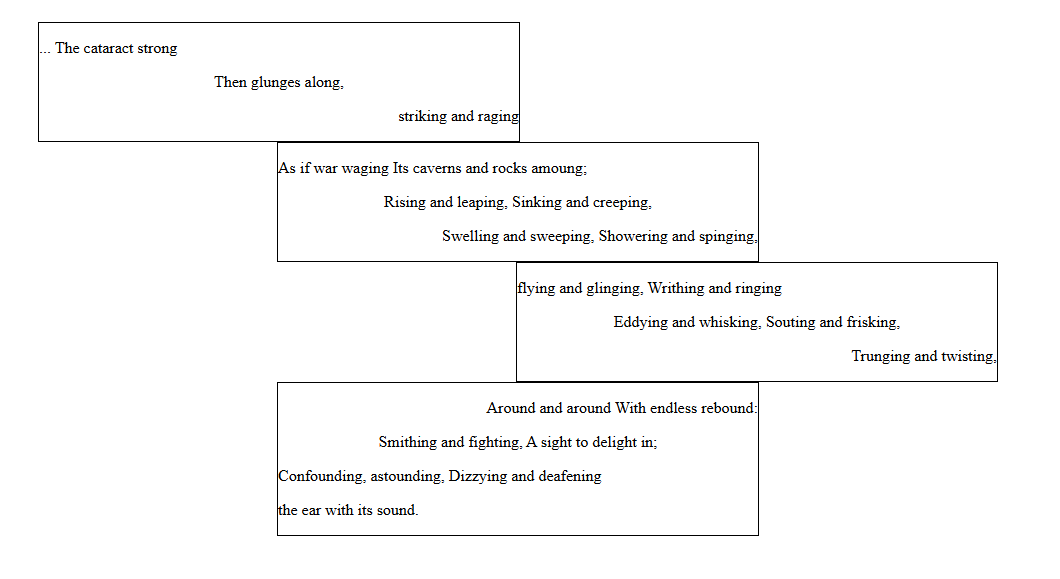 ... The cataract strong
Then glunges along,
striking and raging
As if war waging Its caverns and rocks amoung;
Rising and leaping, Sinking and creeping,
Swelling and sweeping, Showering and spinging,
flying and glinging, Writhing and ringing
Eddying and whisking, Souting and frisking,
Trunging and twisting,
Around and around With endless rebound:
Smithing and fighting, A sight to delight in;
Confounding, astounding, Dizzying and deafening
the ear with its sound.